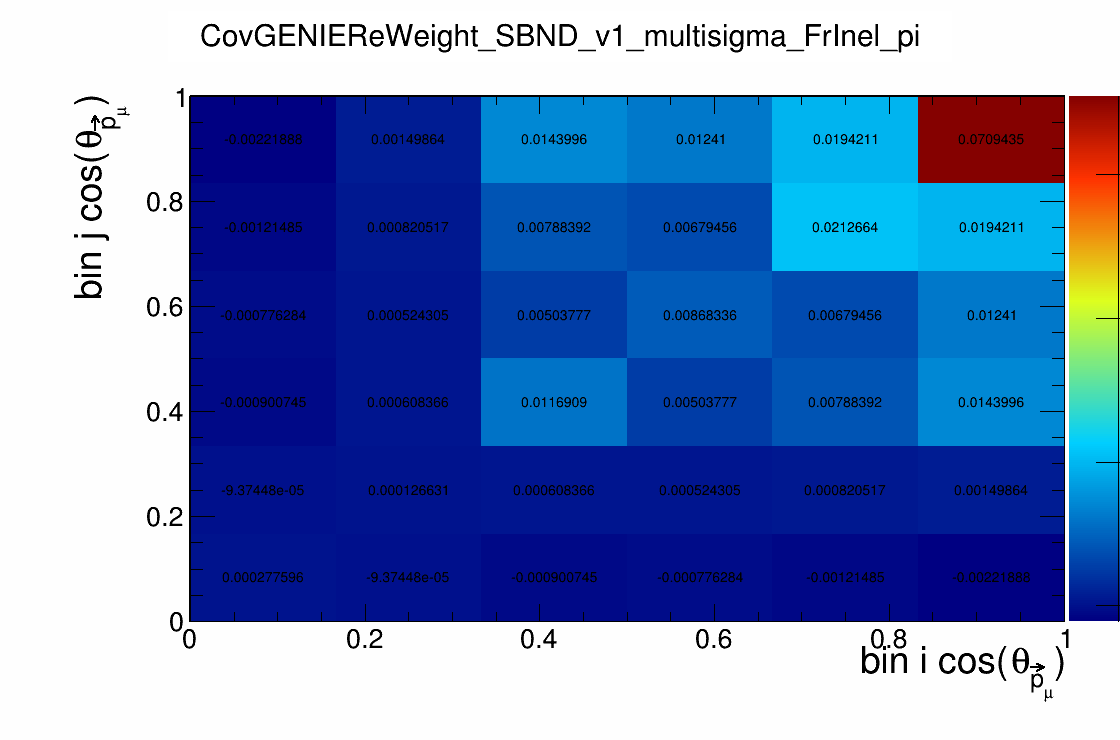 CovGENIEReWeight_SBND_v1_multisigma_FrInel_pi
bin j cos(θp⃗μ)
1
-0.00221888 0.00149864 0.0143996 0.01241 0.0194211 0.0709435
0.8
-0.00121485 0.000820517 0.00788392 0.00679456 0.0212664 0.0194211
0.6
-0.000776284 0.000524305 0.00503777 0.00868336 0.00679456 0.01241
0.4
-0.000900745 0.000608366 0.0116909 0.00503777 0.00788392 0.0143996
-9.37448e-05 0.000126631 0.000608366 0.000524305 0.000820517 0.00149864
0.2
0.000277596 -9.37448e-05 -0.000900745 -0.000776284 -0.00121485 -0.00221888
0
0 0.2 0.4 0.6 0.8 1
bin i cos(θp⃗μ)